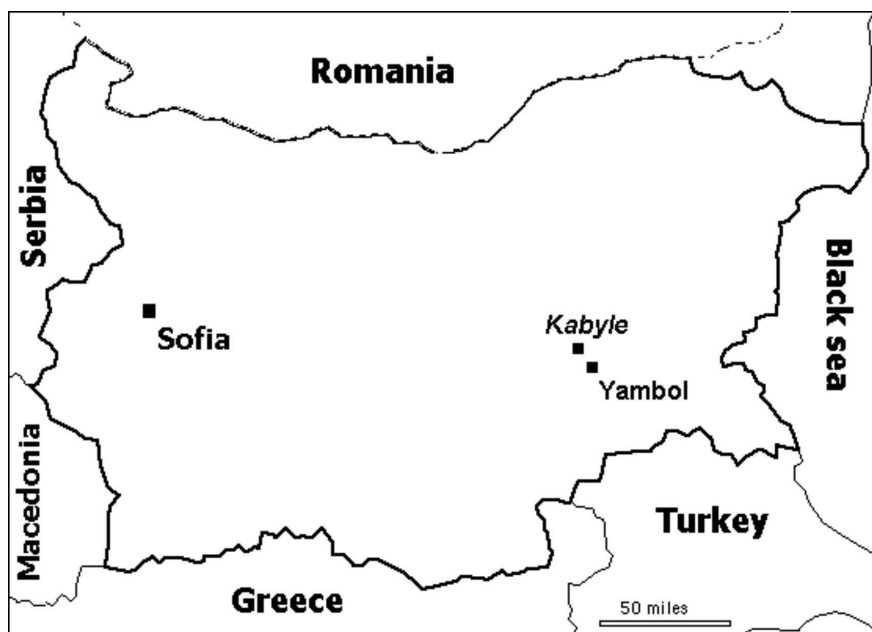 Romania
Serbia
Black sea
Kabyle
Sofia
Yambol
Macedonia
Turkey
Greece
50 miles